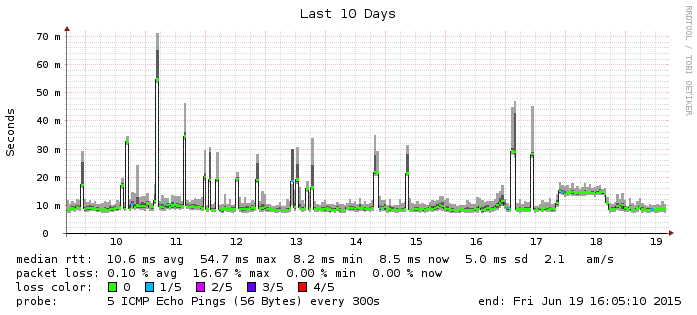 Last 10 Days
RRDTOOL / TOBI OETIKER
Seconds
70 m
60 m
50 m
40 m
30 m
20 m
10 m
0
10 11 12 13 14 15 16 17 18 19
median rtt: 10.6 ms avg 54.7 ms max 8.2 ms min 8.5 ms now 5.0 ms sd 2.1 am/s
packet loss: 0.10 % avg 16.67 % max 0.00 % min 0.00 % now
loss color: 0 1/5 2/5 3/5 4/5
probe: 5 ICMP Echo Pings (56 Bytes) every 300s end: Fri Jun 19 16:05:10 2015